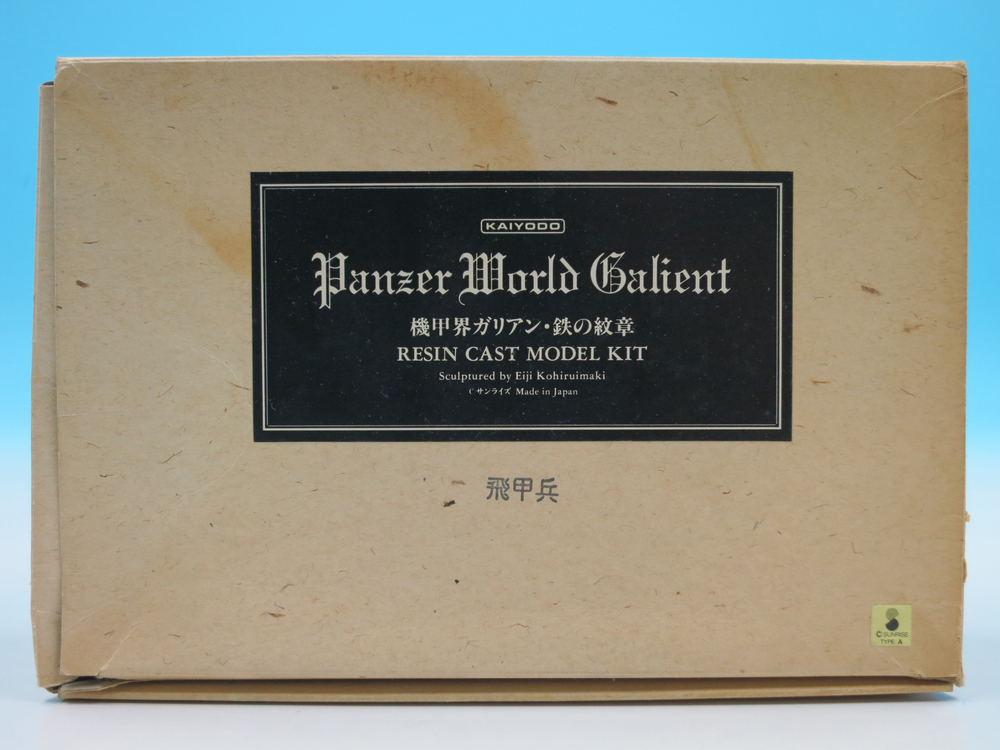 KAIYODO
Panzer World Galient
機甲界ガリアン・鉄の紋章
RESIN CAST MODEL KIT
Sculptured by Eiji Kohiruimaki
© サンライズ Made in Japan
飛甲兵
© SUNRISE
TYPE A